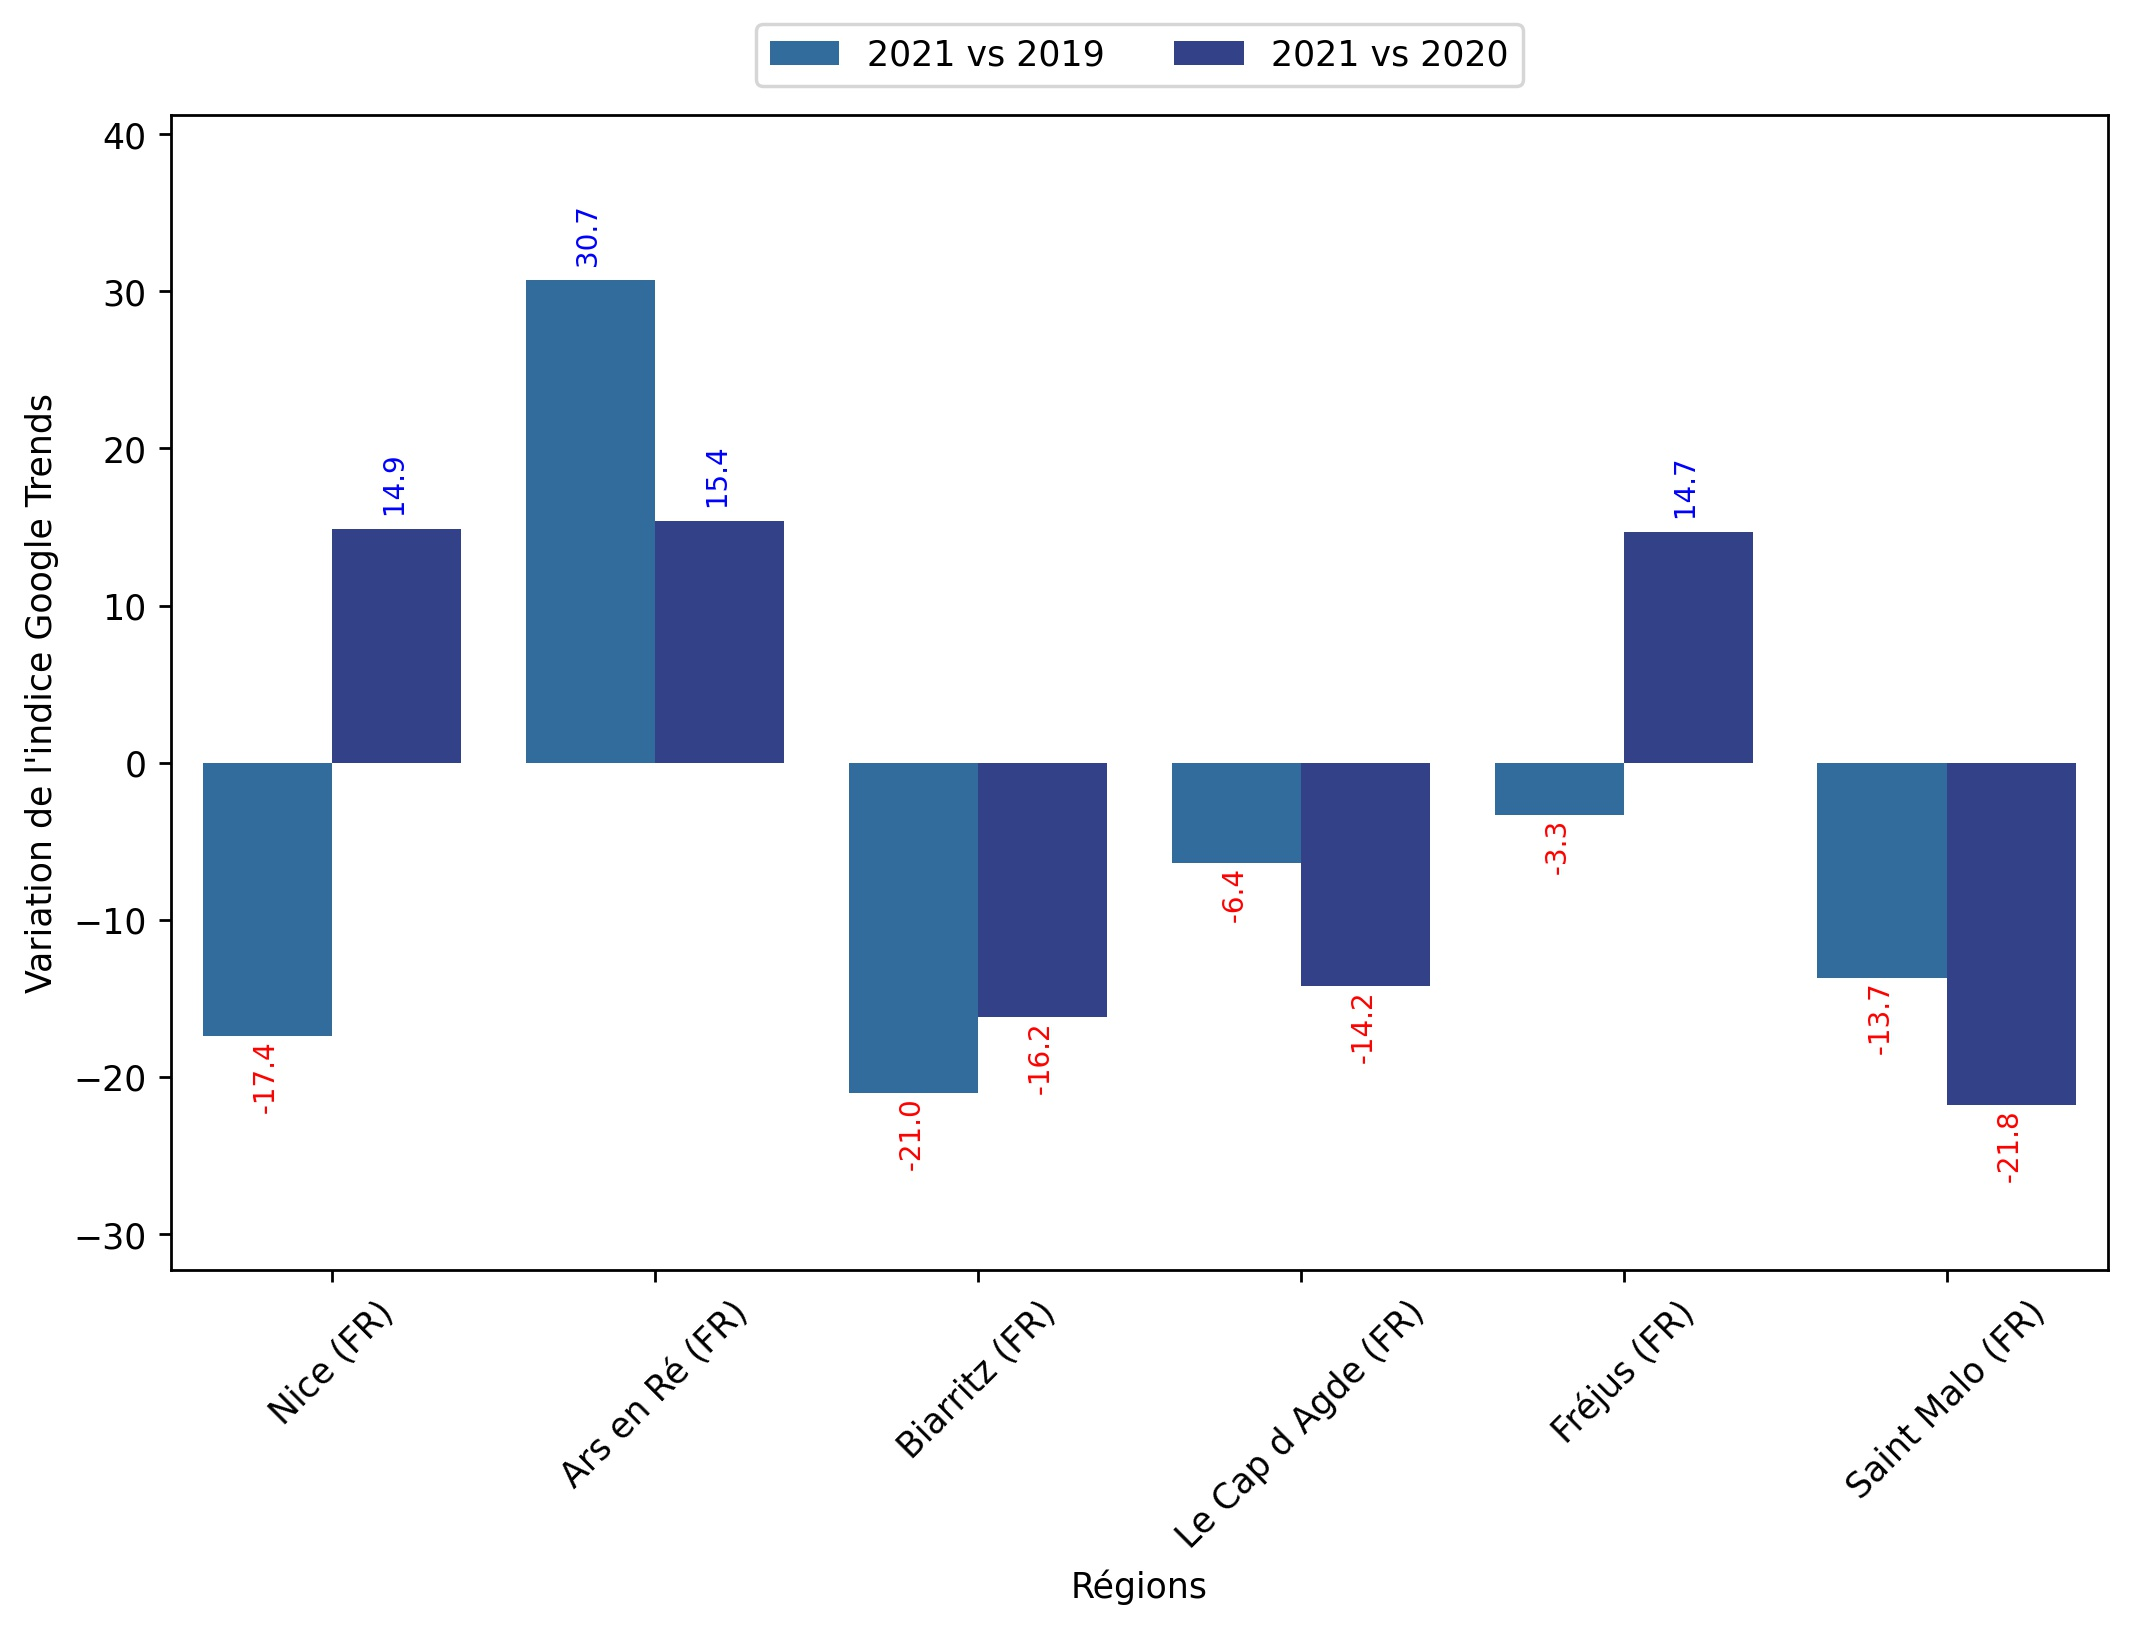 2021 vs 2019
2021 vs 2020
Variation de l'indice Google Trends
40
30
20
10
0
−10
−20
−30
-17.4
14.9
30.7
15.4
-21.0
-16.2
-6.4
-14.2
-3.3
14.7
-13.7
-21.8
Nice (FR)
Ars en Ré (FR)
Biarritz (FR)
Le Cap d Agde (FR)
Fréjus (FR)
Saint Malo (FR)
Régions